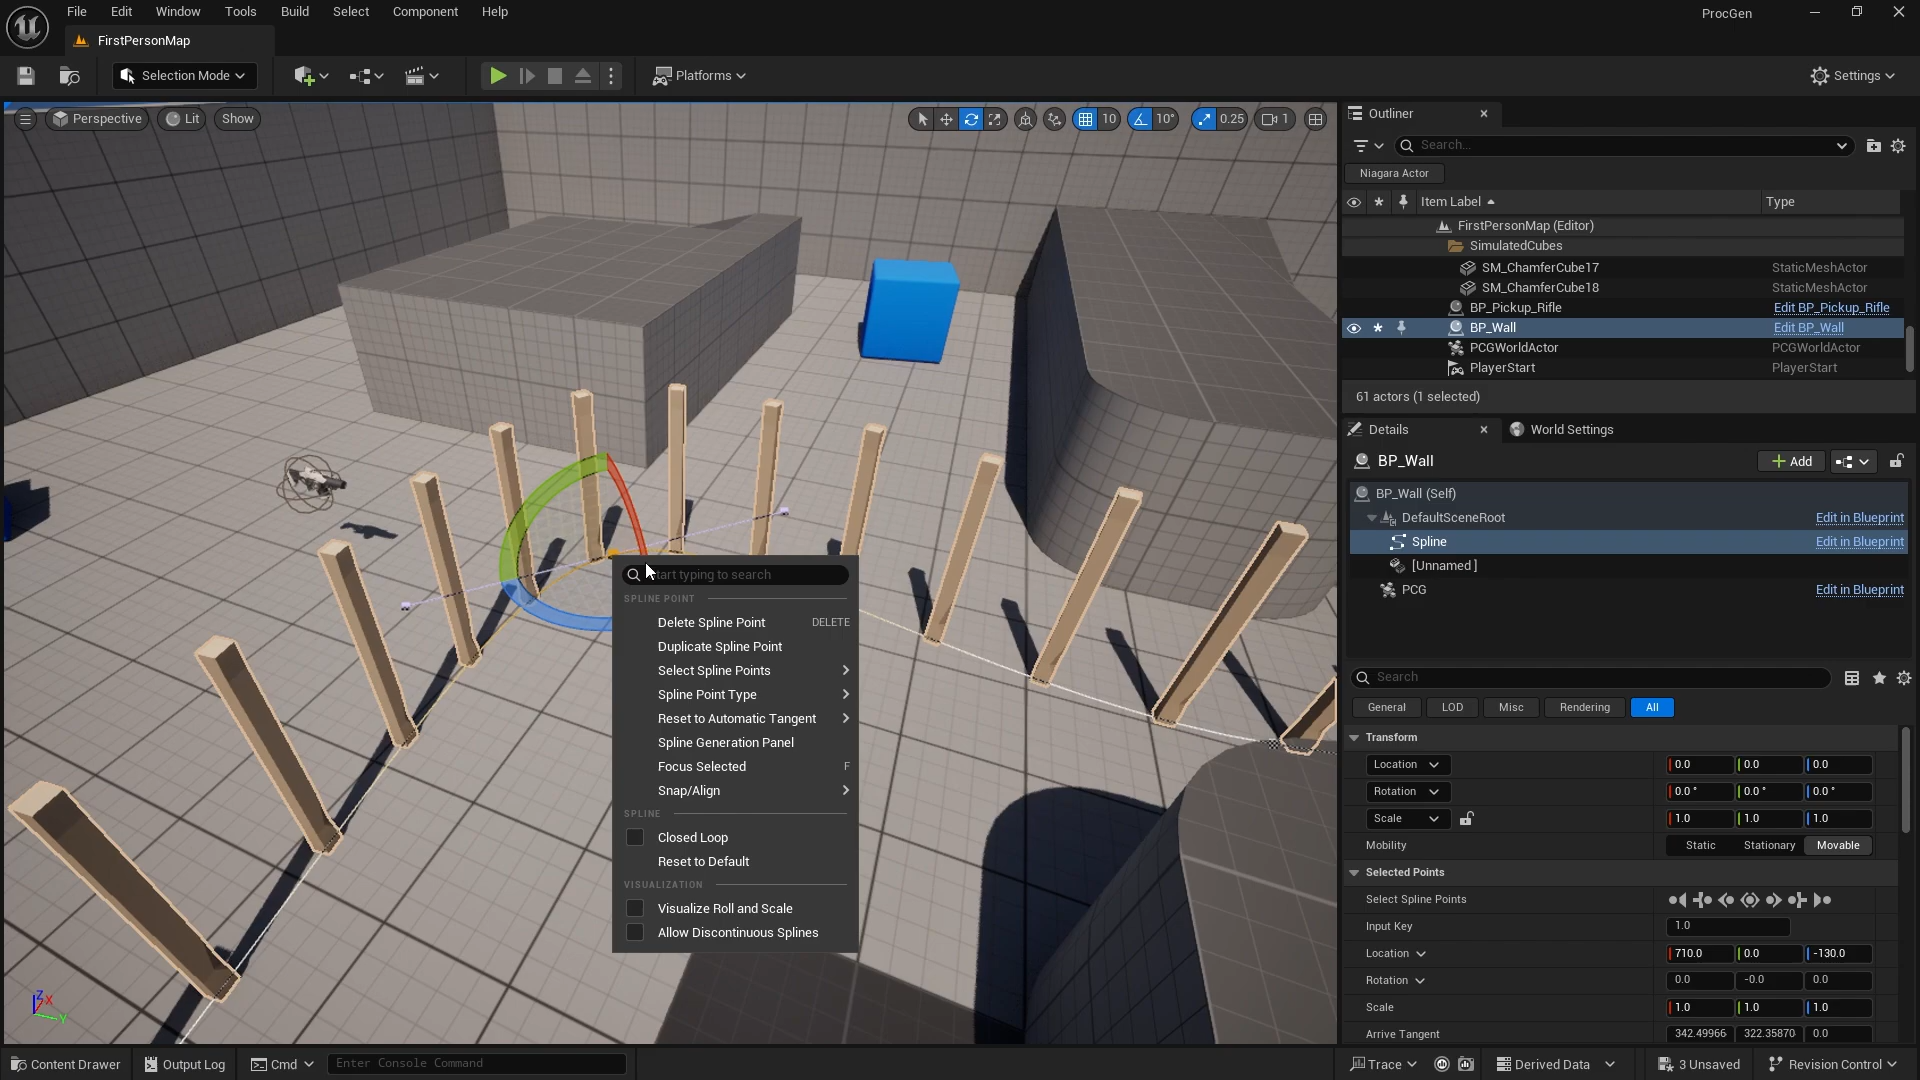 File Edit Window Tools Build Select Component Help
ProcGen
FirstPersonMap
Selection Mode
Platforms
Settings
Perspective Lit Show
10 10° 0.25 1
Outliner
Search...
Niagara Actor
Item Label Type
FirstPersonMap (Editor)
SimulatedCubes
SM_ChamferCube17 StaticMeshActor
SM_ChamferCube18 StaticMeshActor
BP_Pickup_Rifle Edit BP_Pickup_Rifle
BP_Wall Edit BP_Wall
PCGWorldActor PCGWorldActor
PlayerStart PlayerStart
61 actors (1 selected)
Details World Settings
BP_Wall Add
BP_Wall (Self)
DefaultSceneRoot Edit in Blueprint
Spline Edit in Blueprint
[Unnamed ]
PCG Edit in Blueprint
Search
General LOD Misc Rendering All
Transform
Location 0.0 0.0 0.0
Rotation 0.0 ° 0.0 ° 0.0 °
Scale 1.0 1.0 1.0
Mobility Static Stationary Movable
Selected Points
Select Spline Points
Input Key 1.0
Location 710.0 0.0 -130.0
Rotation 0.0 -0.0 0.0
Scale 1.0 1.0 1.0
Arrive Tangent 342.49966 322.35870 0.0
typing to search
SPLINE POINT
Delete Spline Point DELETE
Duplicate Spline Point
Select Spline Points
Spline Point Type
Reset to Automatic Tangent
Spline Generation Panel
Focus Selected F
Snap/Align
SPLINE
Closed Loop
Reset to Default
VISUALIZATION
Visualize Roll and Scale
Allow Discontinuous Splines
Z X
Y
Content Drawer Output Log Cmd Enter Console Command
Trace Derived Data 3 Unsaved Revision Control